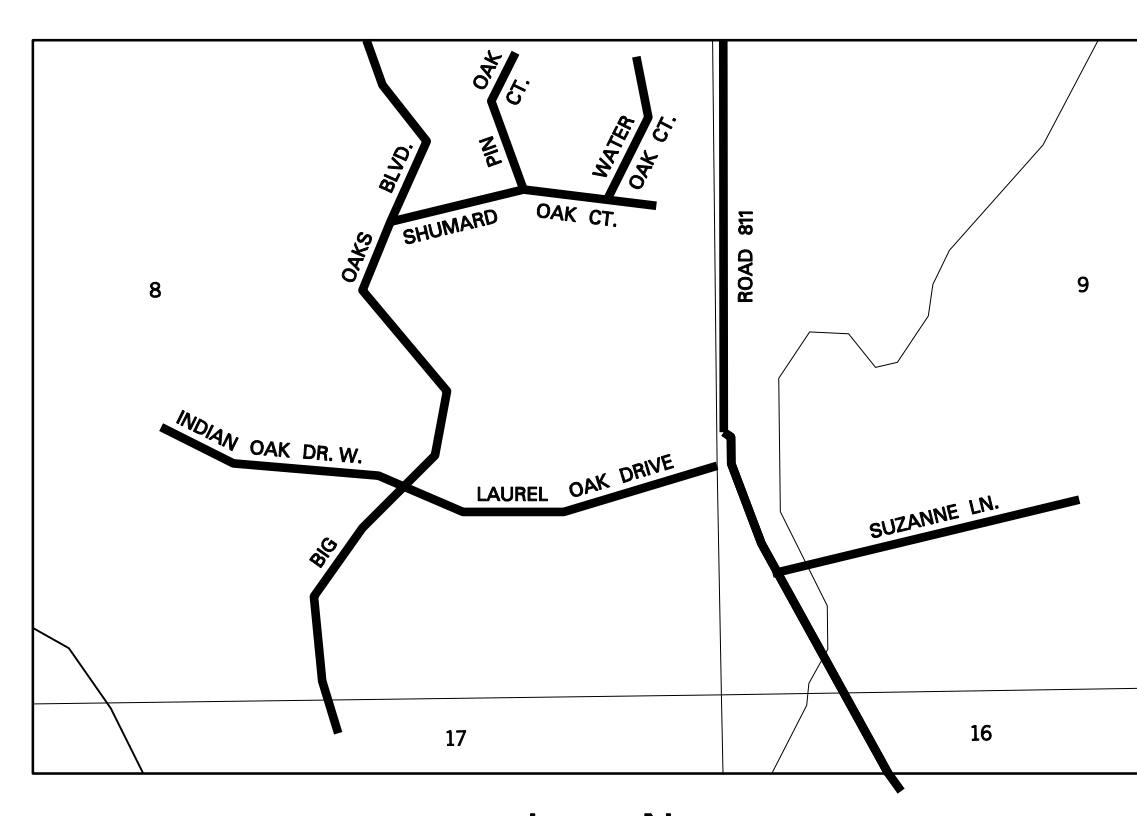 OAK
CT.
PIN
WATER
OAK CT.
BLVD.
OAKS
SHUMARD
OAK CT.
ROAD 811
8
9
INDIAN OAK DR. W.
LAUREL OAK DRIVE
SUZANNE LN.
BIG
17
16